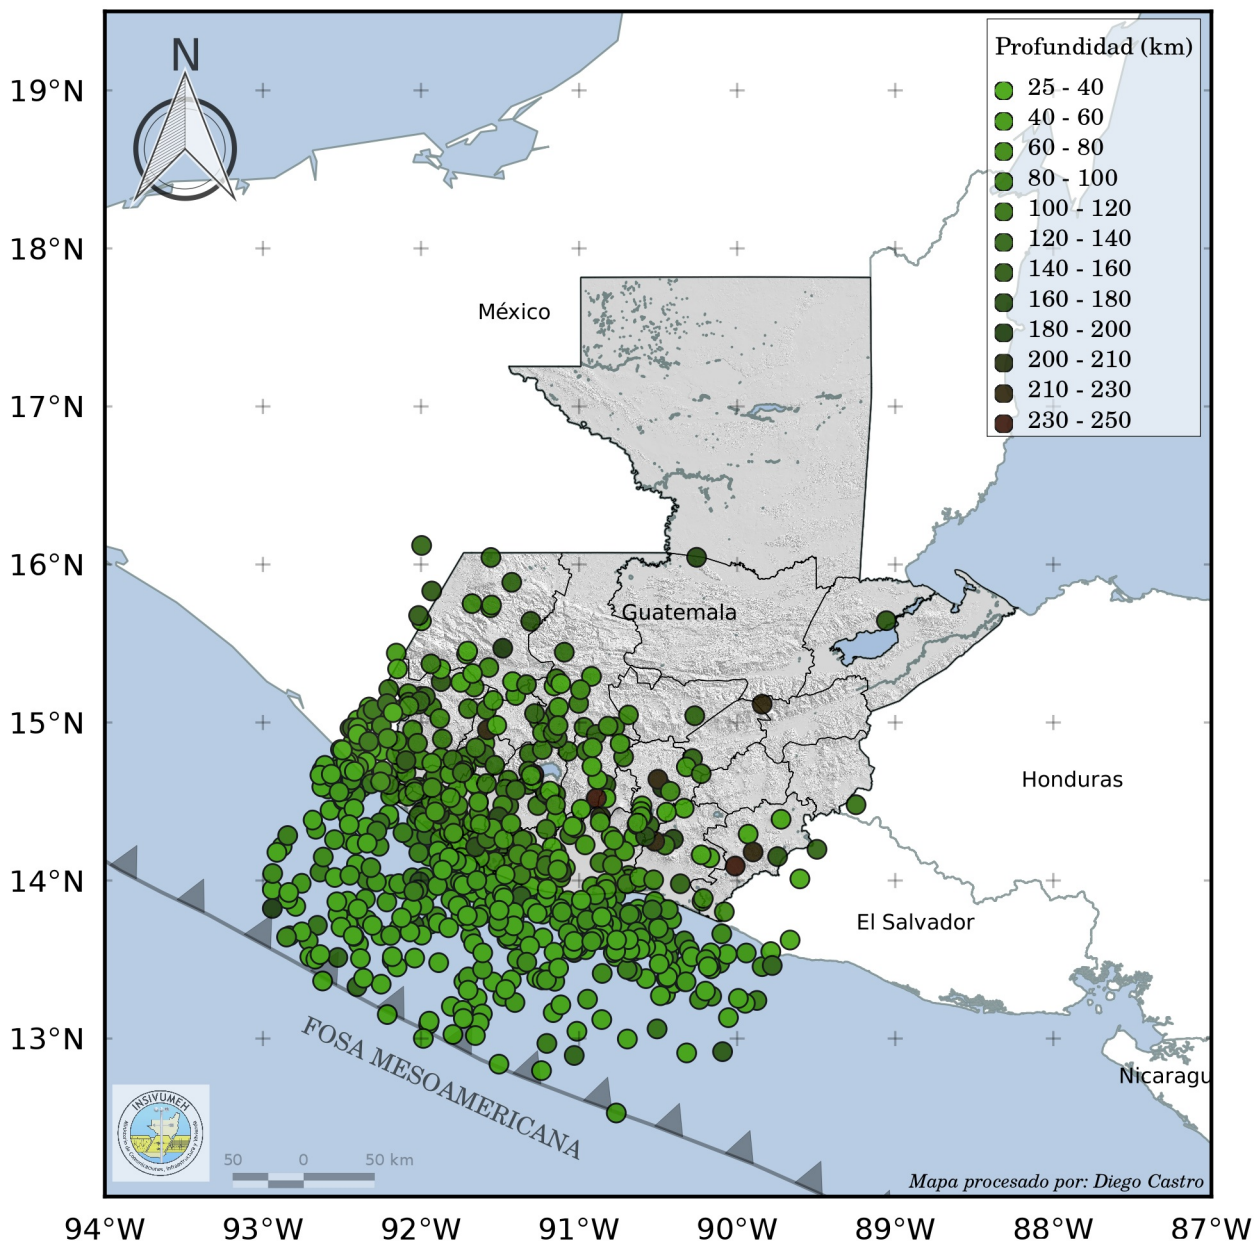 N
Profundidad (km)
25 - 40
40 - 60
60 - 80
80 - 100
100 - 120
120 - 140
140 - 160
160 - 180
180 - 200
200 - 210
210 - 230
230 - 250
19°N
18°N
17°N
16°N
15°N
14°N
13°N
México
Guatemala
Honduras
El Salvador
Nicaragu
FOSA MESOAMERICANA
INSIVUMEH
50 0 50 km
Mapa procesado por: Diego Castro
94°W 93°W 92°W 91°W 90°W 89°W 88°W 87°W